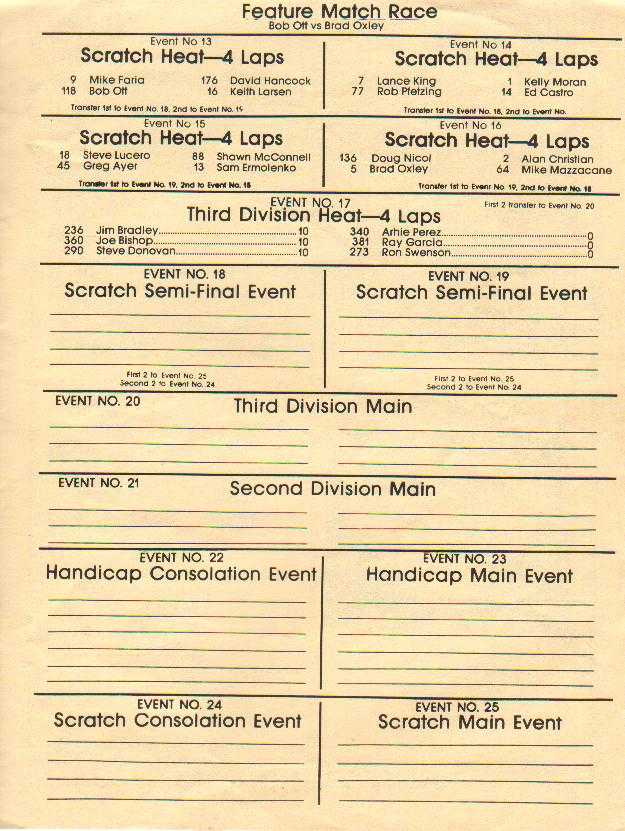 Feature Match Race
Bob Ott vs Brad Oxley
Event No 13
Scratch Heat—4 Laps
9 Mike Faria 176 David Hancock
118 Bob Ott 16 Keith Larsen
Transfer 1st to Event No. 18, 2nd to Event No. 19
Event No 14
Scratch Heat—4 Laps
7 Lance King 1 Kelly Moran
77 Rob Pfetzing 14 Ed Castro
Transfer 1st to Event No. 18, 2nd to Event No.
Event No 15
Scratch Heat—4 Laps
18 Steve Lucero 88 Shawn McConnell
45 Greg Ayer 13 Sam Ermolenko
Transfer 1st to Event No. 19, 2nd to Event No. 18
Event No 16
Scratch Heat—4 Laps
136 Doug Nicol 2 Alan Christian
5 Brad Oxley 64 Mike Mazzacane
Transfer 1st to Event No. 19, 2nd to Event No. 18
EVENT NO. 17
First 2 transfer to Event No. 20
Third Division Heat—4 Laps
236 Jim Bradley 10 340 Arhie Perez 0
360 Joe Bishop 10 381 Ray Garcia 0
290 Steve Donovan 10 273 Ron Swenson 0
EVENT NO. 18
Scratch Semi-Final Event
First 2 to Event No. 25
Second 2 to Event No. 24
EVENT NO. 19
Scratch Semi-Final Event
First 2 to Event No. 25
Second 2 to Event No. 24
EVENT NO. 20 Third Division Main
EVENT NO. 21 Second Division Main
EVENT NO. 22
Handicap Consolation Event
EVENT NO. 23
Handicap Main Event
EVENT NO. 24
Scratch Consolation Event
EVENT NO. 25
Scratch Main Event